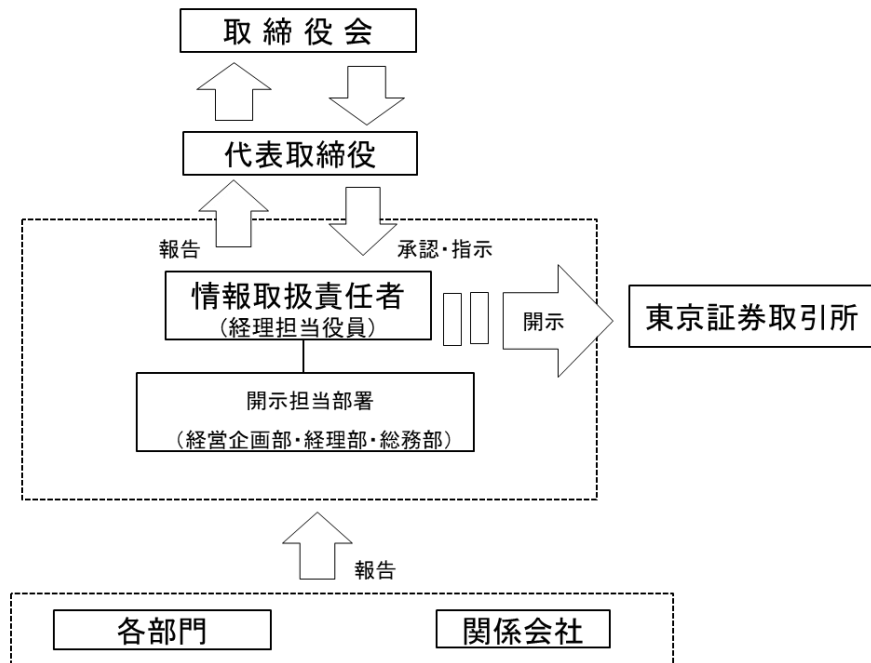 取締役会
代表取締役
報告
承認・指示
情報取扱責任者
(経理担当役員)
開示
東京証券取引所
開示担当部署
(経営企画部・経理部・総務部)
報告
各部門
関係会社